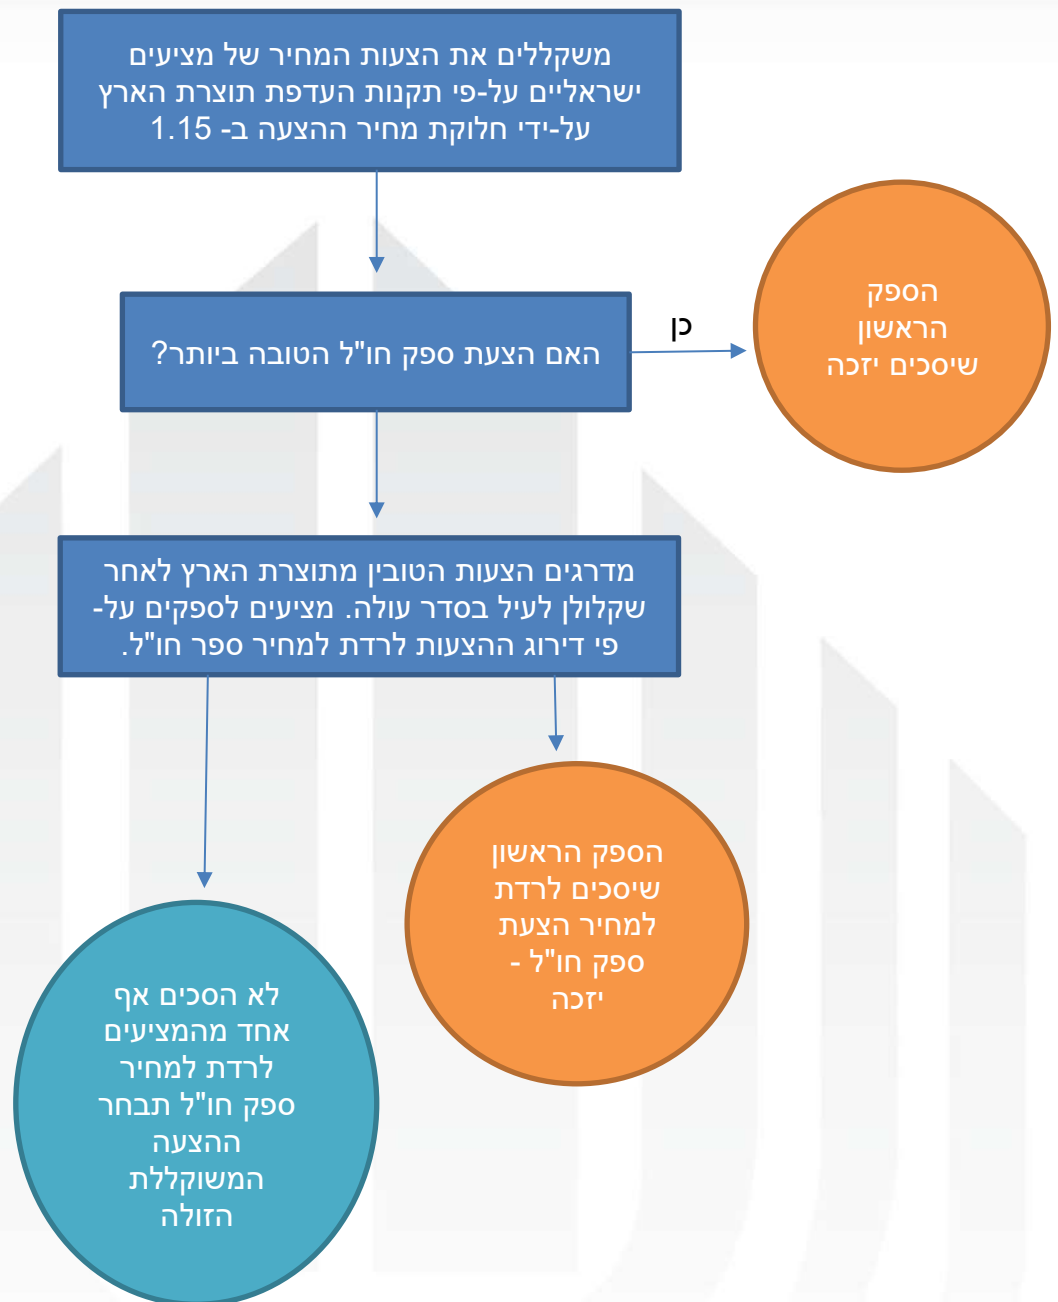 משקללים את הצעות המחיר של מציעים
ישראליים על-פי תקנות העדפת תוצרת הארץ
על-ידי חלוקת מחיר ההצעה ב- 1.15
האם הצעת ספק חו"ל הטובה ביותר?
כן
הספק
הראשון
שיסכים יזכה
מדרגים הצעות הטובין מתוצרת הארץ לאחר
שקלולן לעיל בסדר עולה. מציעים לספקים על-
פי דירוג ההצעות לרדת למחיר ספר חו"ל.
הספק הראשון
שיסכים לרדת
למחיר הצעת
ספק חו"ל -
יזכה
לא הסכים אף
אחד מהמציעים
לרדת למחיר
ספק חו"ל תבחר
ההצעה
המשוקללת
הזולה